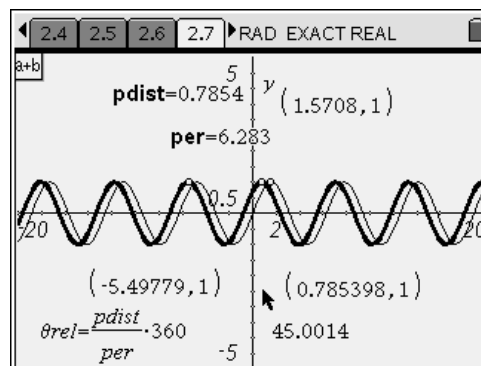 2.4 2.5 2.6 2.7 RAD EXACT REAL
a+b
5 y
pdist=0.7854
(1.5708,1)
per=6.283
0.5
-20 2 20
(-5.49779,1) (0.785398,1)
θrel=pdist/per·360 45.0014
-5